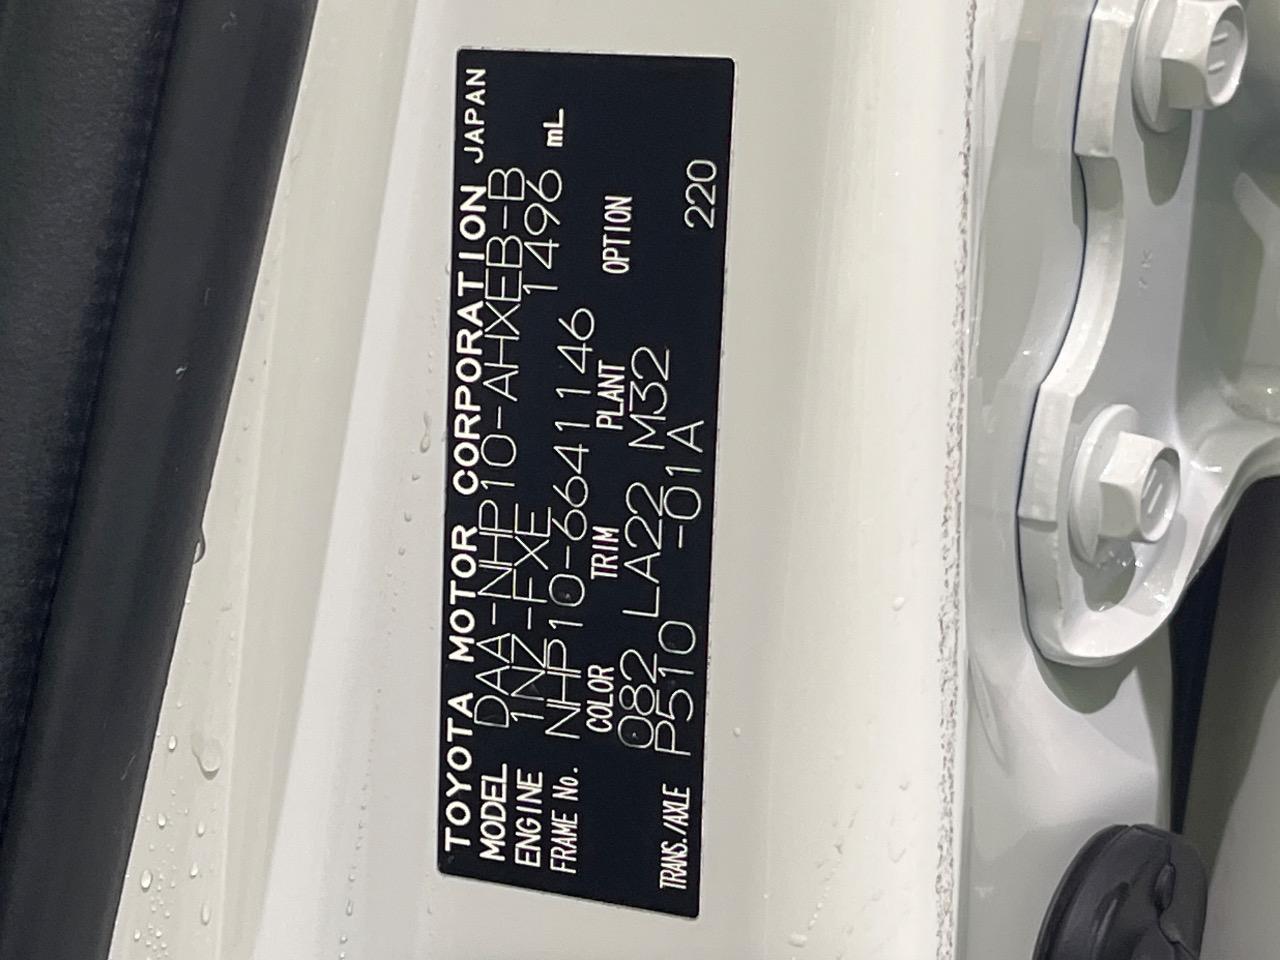 TOYOTA MOTOR CORPORATION JAPAN
MODEL DAA-NHP10-AHXEB-B
ENGINE 1NZ-FXE 1496 mL
FRAME No. NHP10-6641146
COLOR TRIM PLANT OPTION
082 LA22 M32
TRANS./AXLE P510 -01A 220